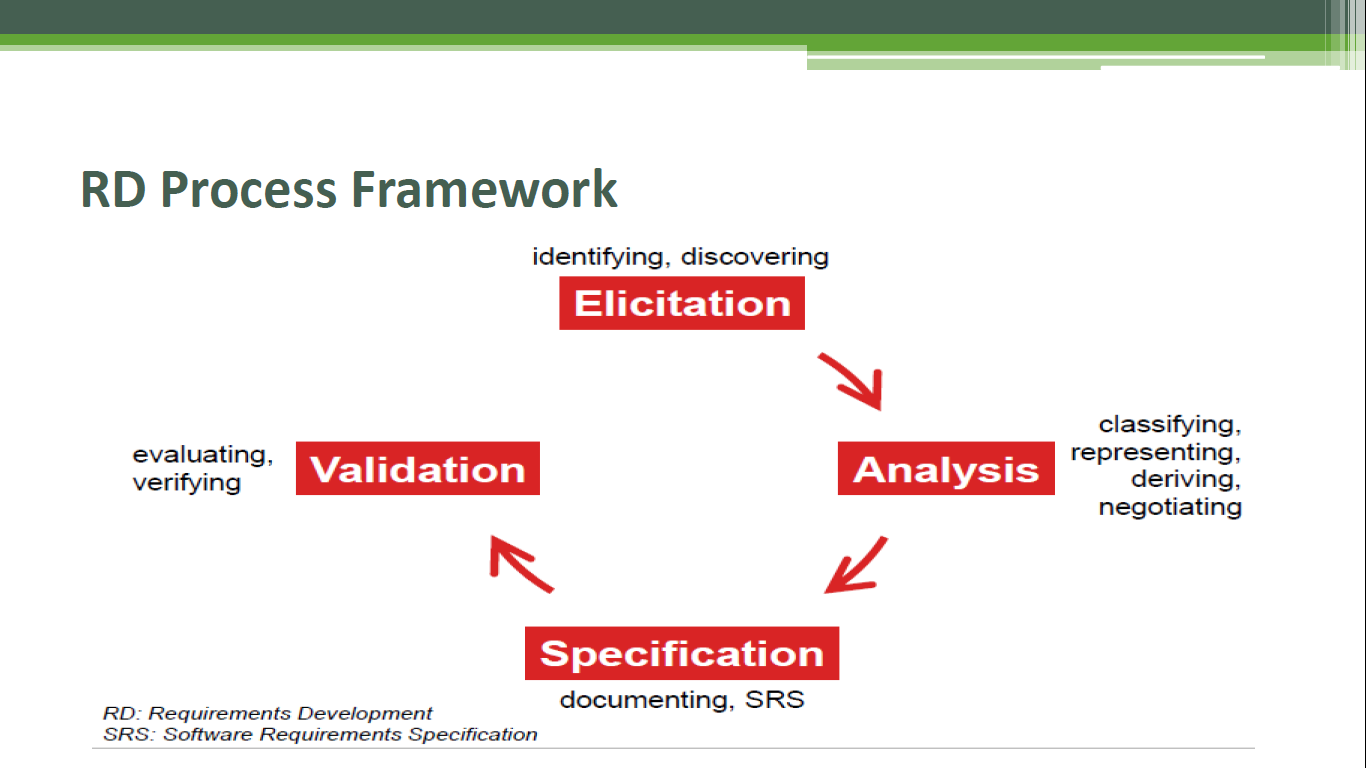 RD Process Framework
identifying, discovering
Elicitation
classifying,
representing,
deriving,
negotiating
Analysis
evaluating,
verifying
Validation
Specification
documenting, SRS
RD: Requirements Development
SRS: Software Requirements Specification